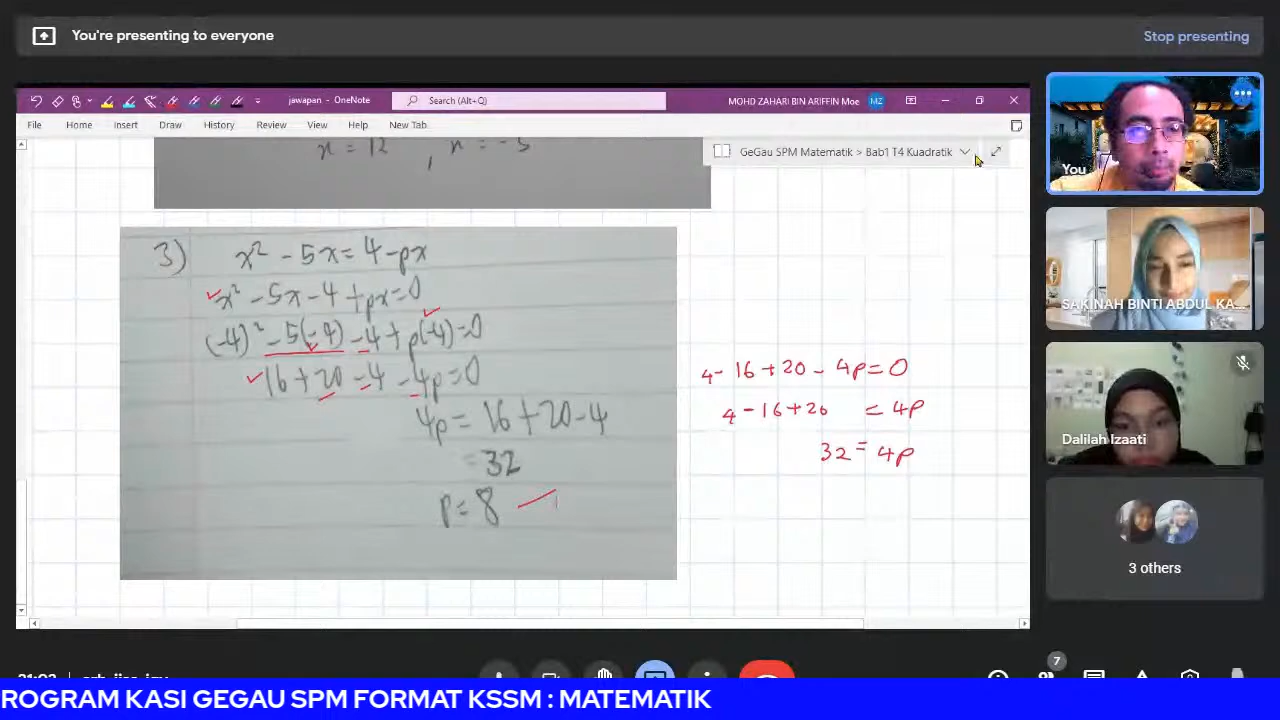 You're presenting to everyone
Stop presenting
jawapan - OneNote
Search (Alt+Q)
MOHD ZAHARI BIN ARIFFIN Moe
MZ
File Home Insert Draw History Review View Help New Tab
x = 12 , x = -3
GeGau SPM Matematik > Bab1 T4 Kuadratik
3) x² - 5x = 4 - px
x² - 5x - 4 + px = 0
(-4)² - 5(-4) - 4 + p(-4) = 0
16 + 20 - 4 - 4p = 0
4p = 16 + 20 - 4
= 32
p = 8
4 - 16 + 20 - 4p = 0
4 - 16 + 20 = 4p
32 = 4p
You
SAKINAH BINTI ABDUL KA...
Dalilah Izaati
3 others
7
ROGRAM KASI GEGAU SPM FORMAT KSSM : MATEMATIK